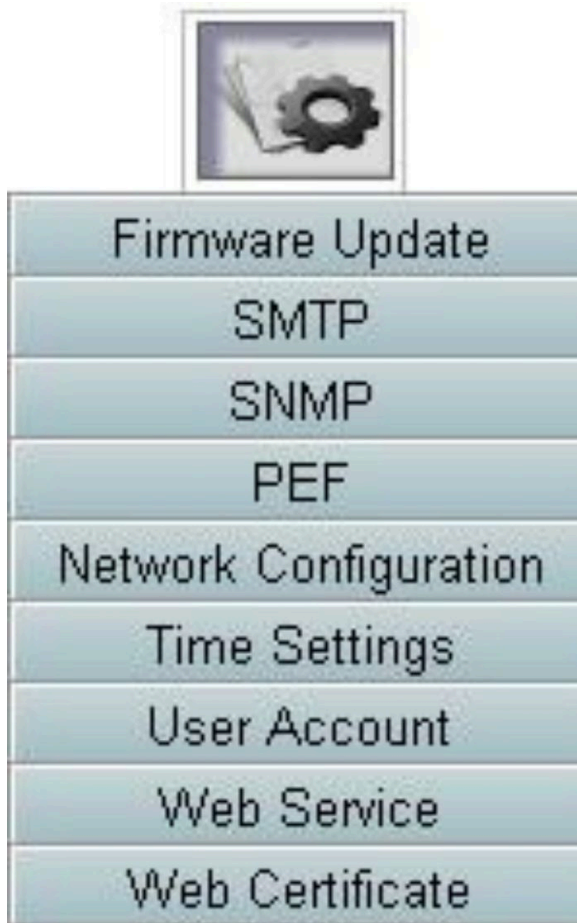 Firmware Update
SMTP
SNMP
PEF
Network Configuration
Time Settings
User Account
Web Service
Web Certificate